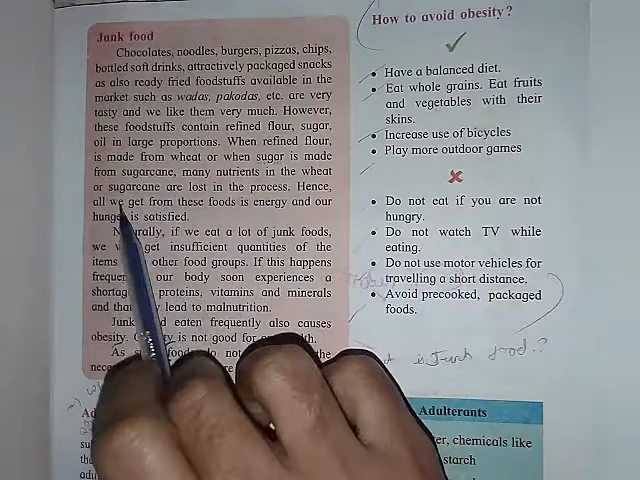 Junk food
Chocolates, noodles, burgers, pizzas, chips,
bottled soft drinks, attractively packaged snacks
as also ready fried foodstuffs available in the
market such as wadas, pakodas, etc. are very
tasty and we like them very much. However,
these foodstuffs contain refined flour, sugar,
oil in large proportions. When refined flour,
is made from wheat or when sugar is made
from sugarcane, many nutrients in the wheat
or sugarcane are lost in the process. Hence,
all we get from these foods is energy and our
hunger is satisfied.
Naturally, if we eat a lot of junk foods,
we get insufficient quantities of the
items other food groups. If this happens
our body soon experiences a
proteins, vitamins and minerals
and lead to malnutrition.
Junk eaten frequently also causes
obesity. is not good for
As foo do not the
How to avoid obesity?
✓
• Have a balanced diet.
• Eat whole grains. Eat fruits
and vegetables with their
skins.
• Increase use of bicycles
• Play more outdoor games
✗
• Do not eat if you are not
hungry.
• Do not watch TV while
eating.
• Do not use motor vehicles for
travelling a short distance.
• Avoid precooked, packaged
foods.
is Junk food.?
Adulterants
chemicals like
starch